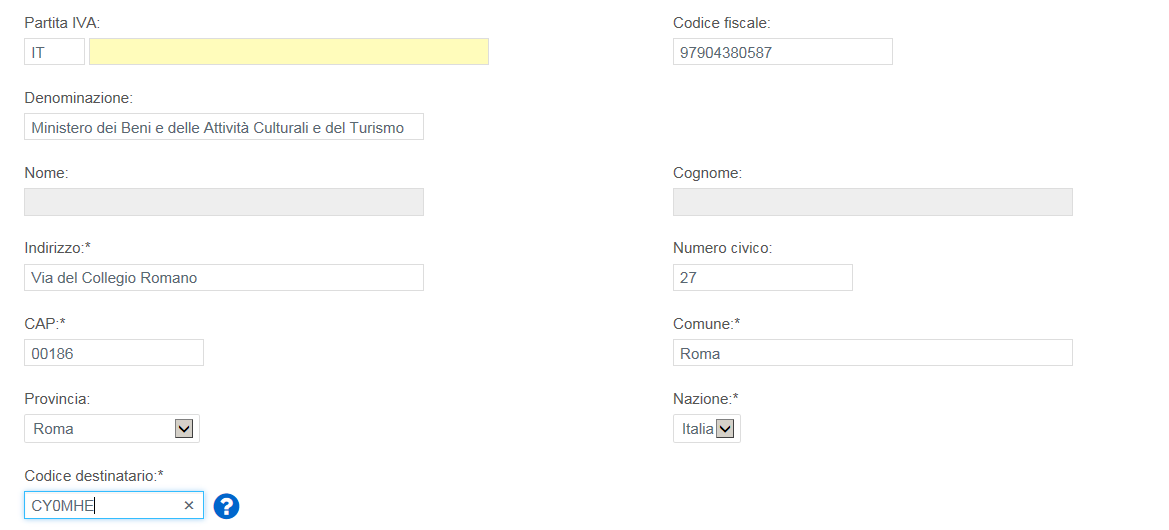 Partita IVA: Codice fiscale:
IT 97904380587
Denominazione:
Ministero dei Beni e delle Attività Culturali e del Turismo
Nome: Cognome:
Indirizzo:* Numero civico:
Via del Collegio Romano 27
CAP:* Comune:*
00186 Roma
Provincia: Nazione:*
Roma Italia
Codice destinatario:*
CY0MHE × ?